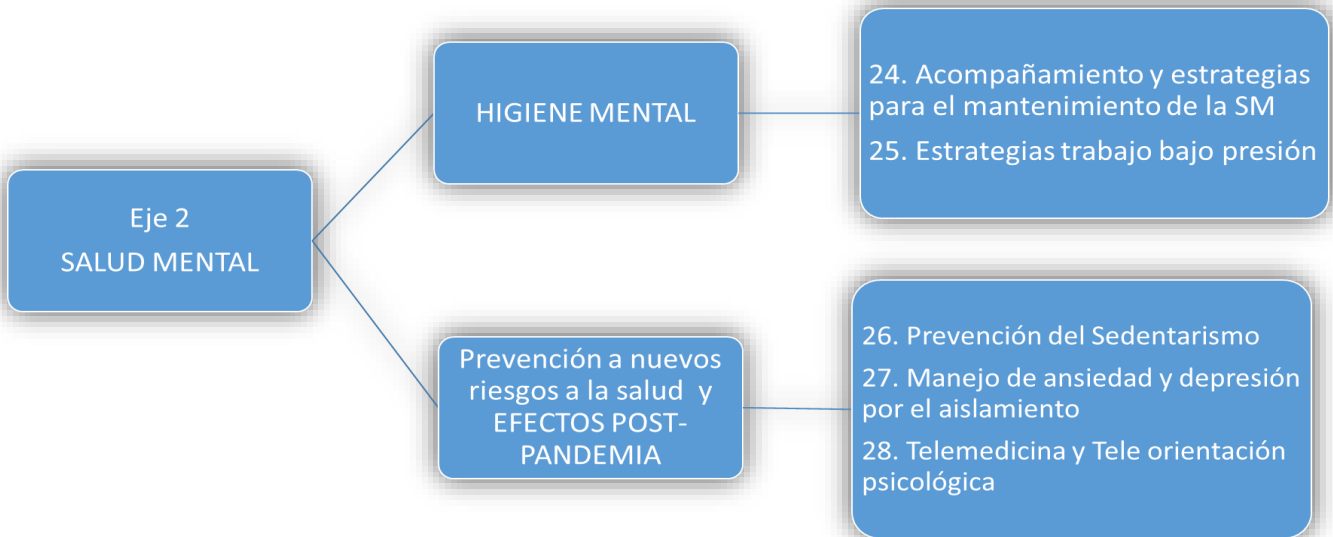 Eje 2
SALUD MENTAL
HIGIENE MENTAL
24. Acompañamiento y estrategias
para el mantenimiento de la SM
25. Estrategias trabajo bajo presión
Prevención a nuevos
riesgos a la salud y
EFECTOS POST-
PANDEMIA
26. Prevención del Sedentarismo
27. Manejo de ansiedad y depresión
por el aislamiento
28. Telemedicina y Tele orientación
psicológica